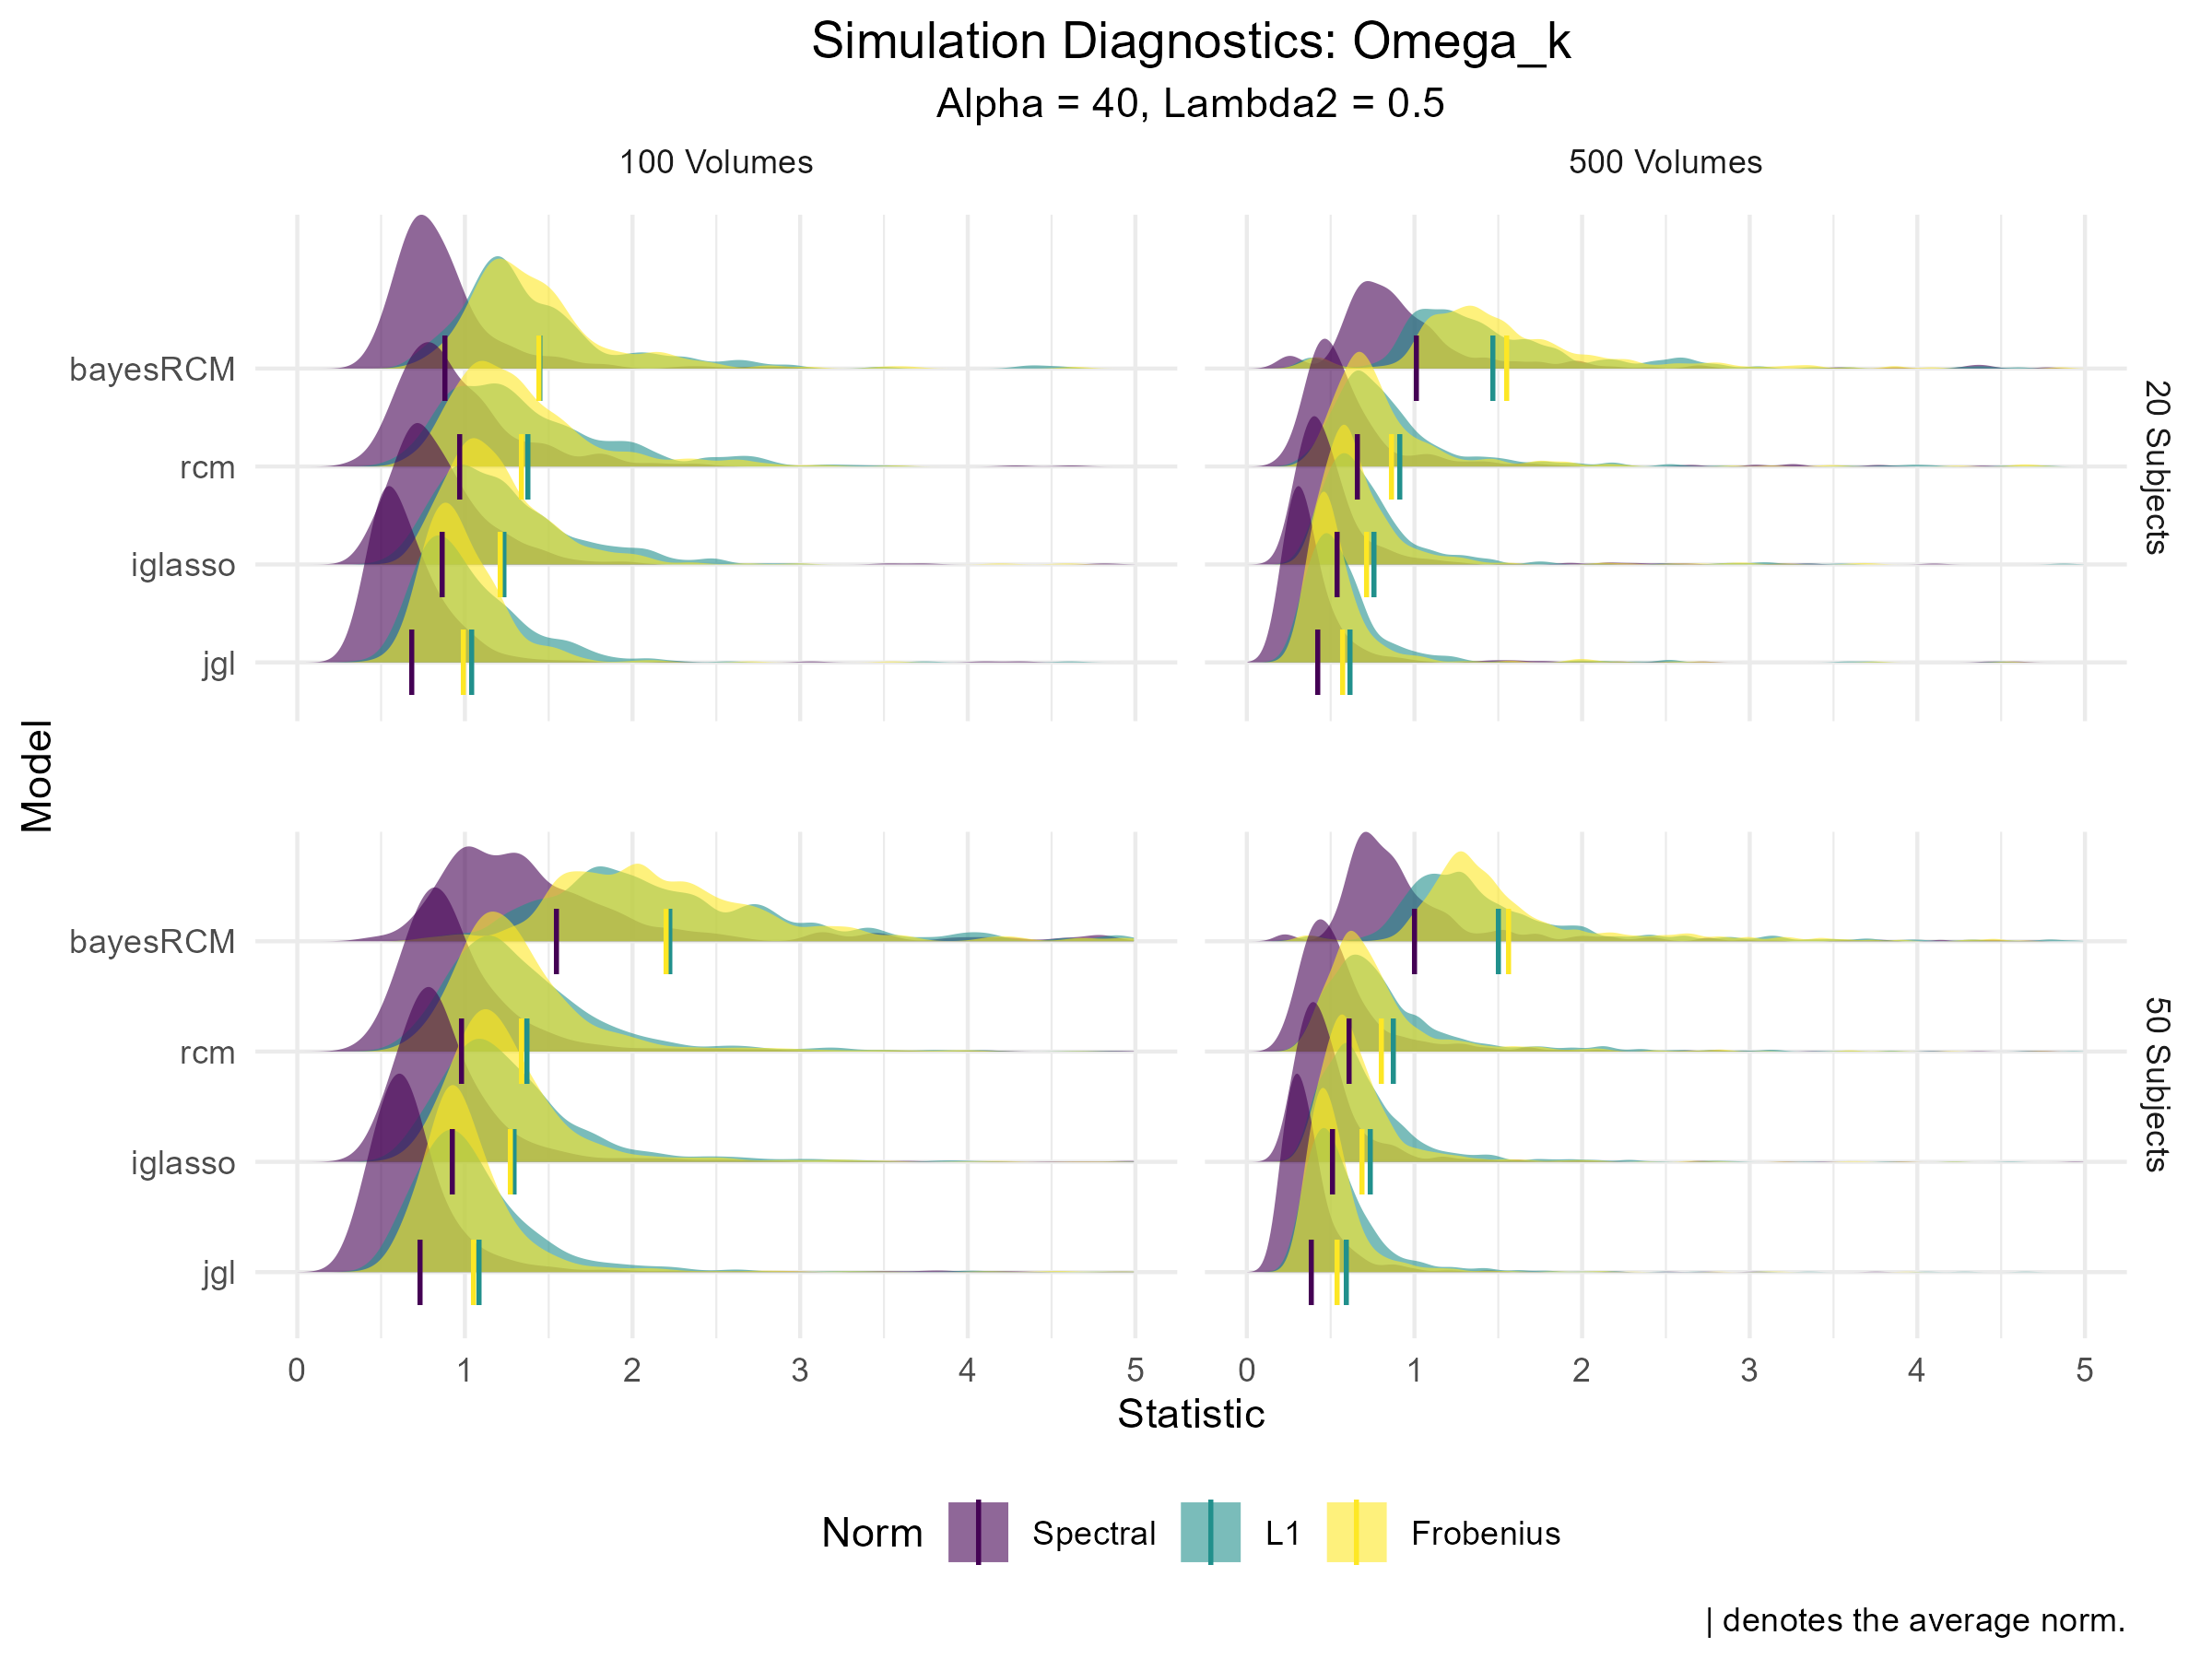 Simulation Diagnostics: Omega_k
Alpha = 40, Lambda2 = 0.5
100 Volumes
500 Volumes
bayesRCM
rcm
iglasso
jgl
20 Subjects
Model
bayesRCM
rcm
iglasso
jgl
50 Subjects
0 1 2 3 4 5
0 1 2 3 4 5
Statistic
Norm Spectral L1 Frobenius
| denotes the average norm.